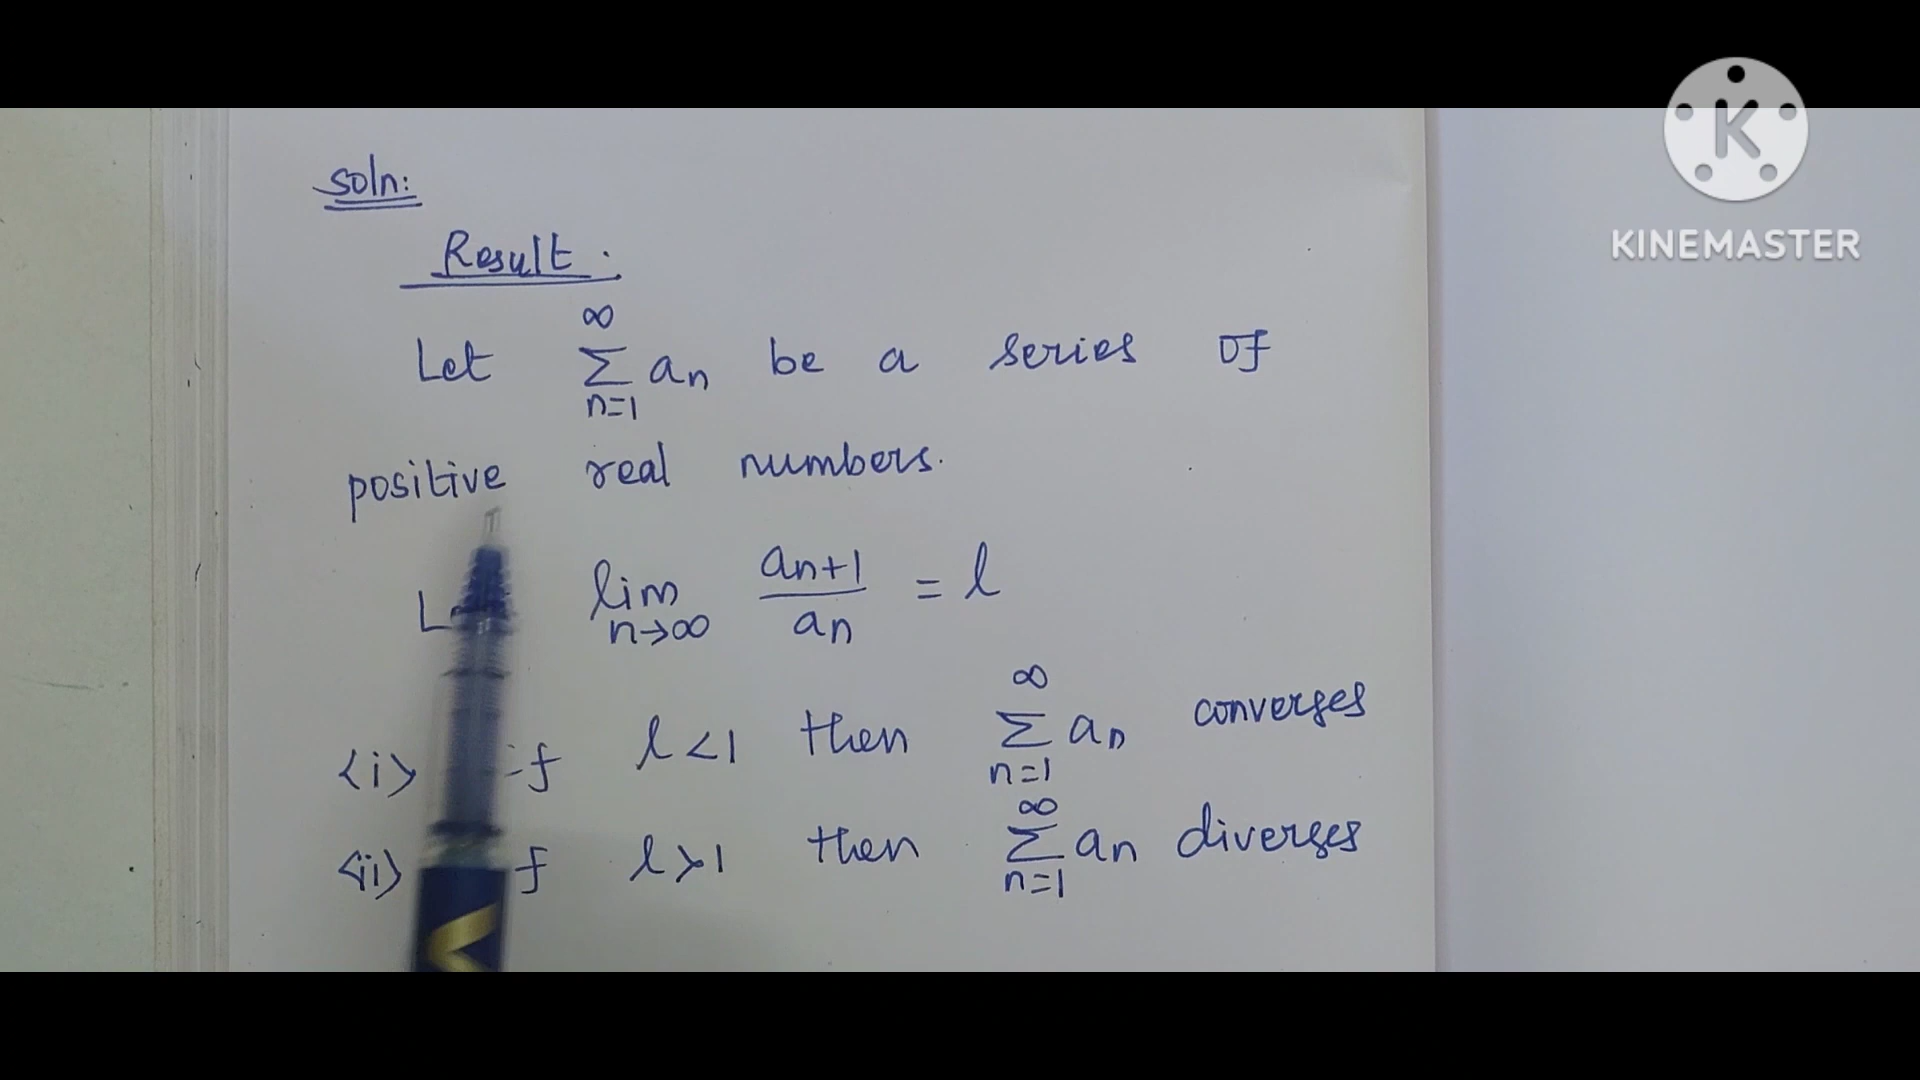 Soln:
Result.
Let ∞ Σ n=1 an be a series of
positive real numbers.
lim n→∞ an+1 / an = l
<i> l<1 then ∞ Σ n=1 an converges
<ii> l>1 then ∞ Σ n=1 an diverges
K
KINEMASTER